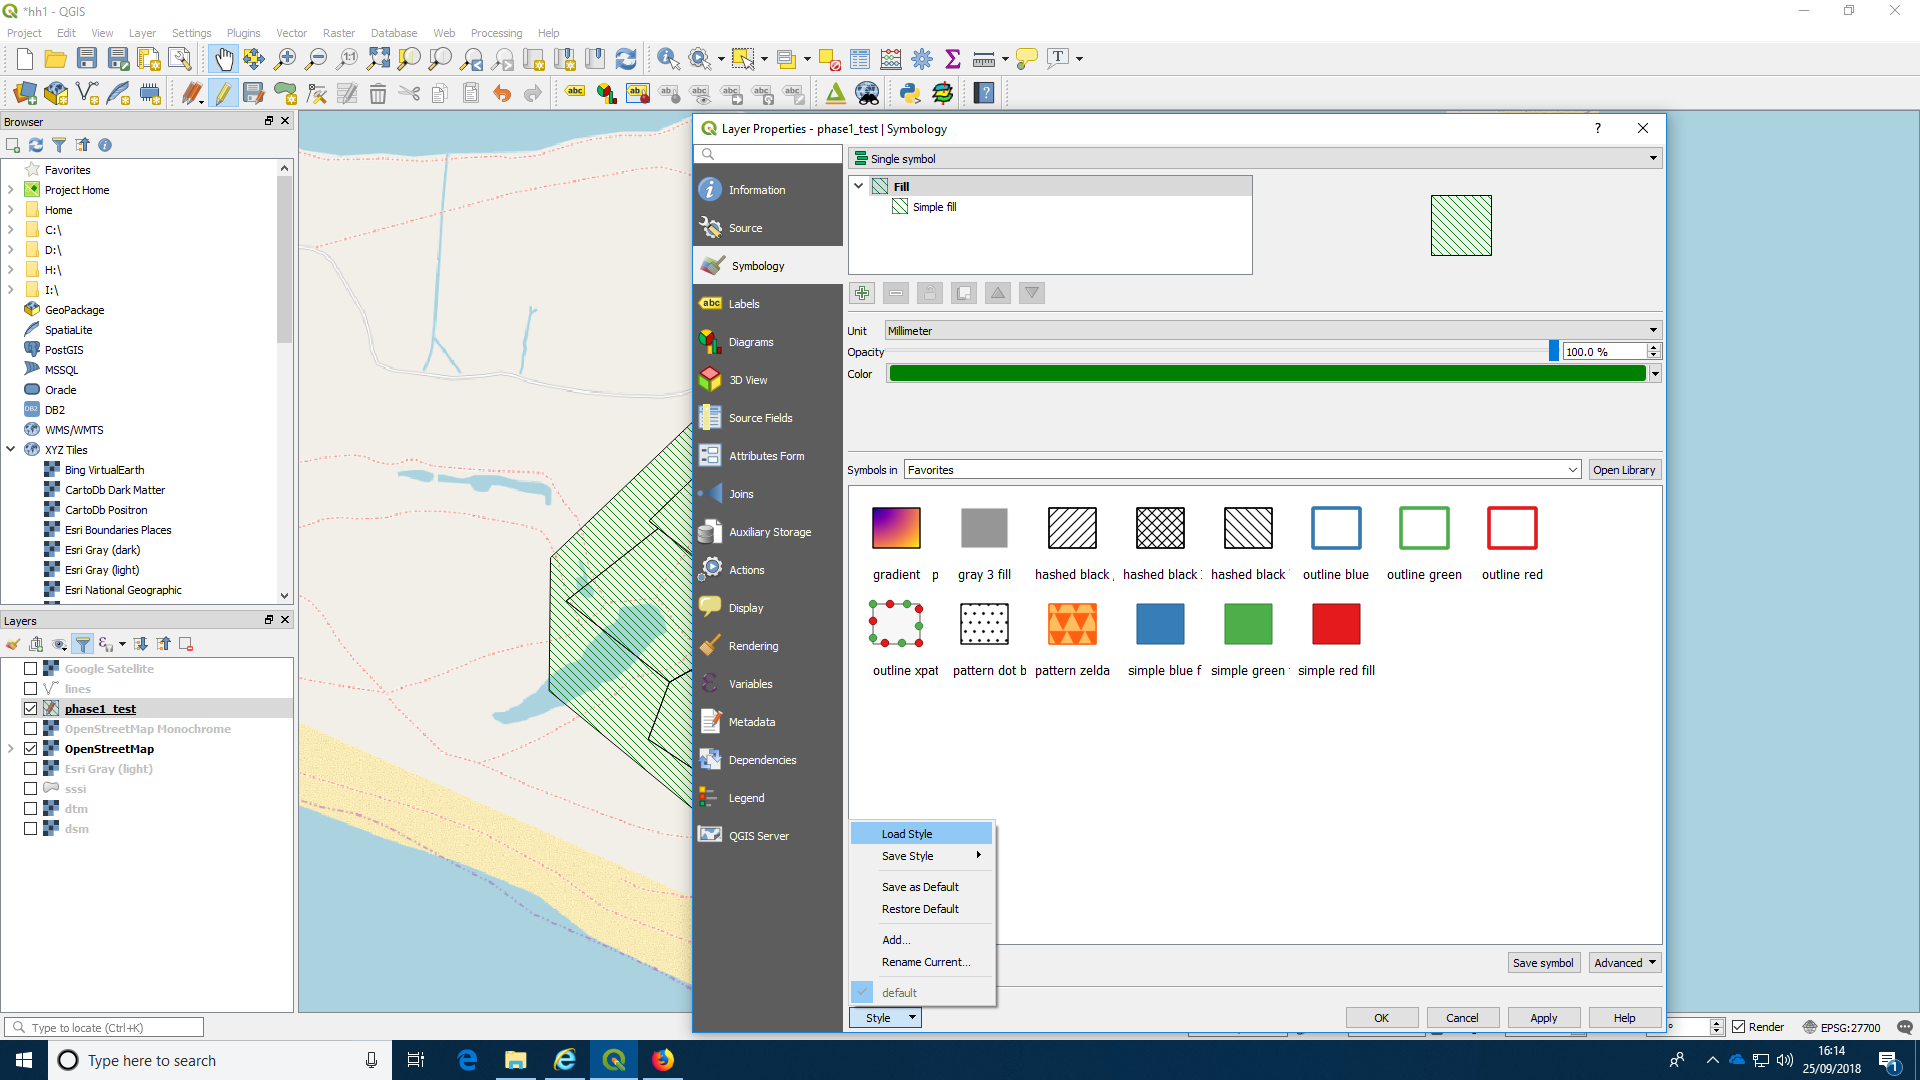 *hh1 - QGIS
Project Edit View Layer Settings Plugins Vector Raster Database Web Processing Help
Browser
Favorites
Project Home
Home
C:\
D:\
H:\
I:\
GeoPackage
SpatiaLite
PostGIS
MSSQL
Oracle
DB2
WMS/WMTS
XYZ Tiles
Bing VirtualEarth
CartoDb Dark Matter
CartoDb Positron
Esri Boundaries Places
Esri Gray (dark)
Esri Gray (light)
Esri National Geographic
Layers
Google Satellite
lines
phase1_test
OpenStreetMap Monochrome
OpenStreetMap
Esri Gray (light)
sssi
dtm
dsm
Type to locate (Ctrl+K)
Layer Properties - phase1_test | Symbology
Information
Source
Symbology
Labels
Diagrams
3D View
Source Fields
Attributes Form
Joins
Auxiliary Storage
Actions
Display
Rendering
Variables
Metadata
Dependencies
Legend
QGIS Server
Single symbol
Fill
Simple fill
Unit Millimeter
Opacity 100.0 %
Color
Symbols in Favorites Open Library
gradient p gray 3 fill hashed black hashed black hashed black outline blue outline green outline red
outline xpat pattern dot b pattern zelda simple blue f simple green simple red fill
Load Style
Save Style
Save as Default
Restore Default
Add...
Rename Current...
default
Save symbol Advanced
Style OK Cancel Apply Help
Render EPSG:27700
Type here to search
16:14
25/09/2018
1